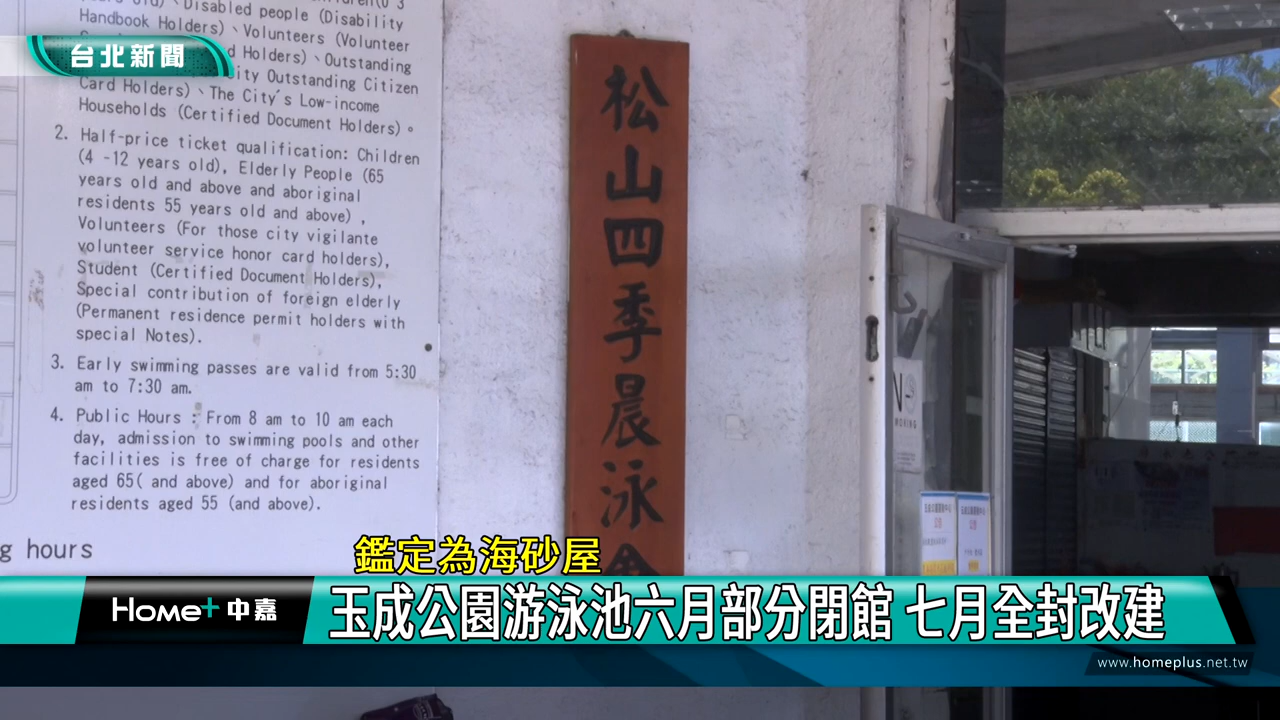 台北新聞
Disabled people (Disability
Handbook Holders)、Volunteers (Volunteer
Holders)、Outstanding
City Outstanding Citizen
Card Holders)、The City's Low-income
Households (Certified Document Holders)。
2. Half-price ticket qualification: Children
(4 -12 years old), Elderly People (65
years old and above and aboriginal
residents 55 years old and above) ,
Volunteers (For those city vigilante
volunteer service honor card holders),
Student (Certified Document Holders),
Special contribution of foreign elderly
(Permanent residence permit holders with
special Notes).
3. Early swimming passes are valid from 5:30
am to 7:30 am.
4. Public Hours : From 8 am to 10 am each
day, admission to swimming pools and other
facilities is free of charge for residents
aged 65( and above) and for aboriginal
residents aged 55 (and above).
g hours
松山四季晨泳會
鑑定為海砂屋
Home+ 中嘉
玉成公園游泳池六月部分閉館 七月全封改建
www.homeplus.net.tw